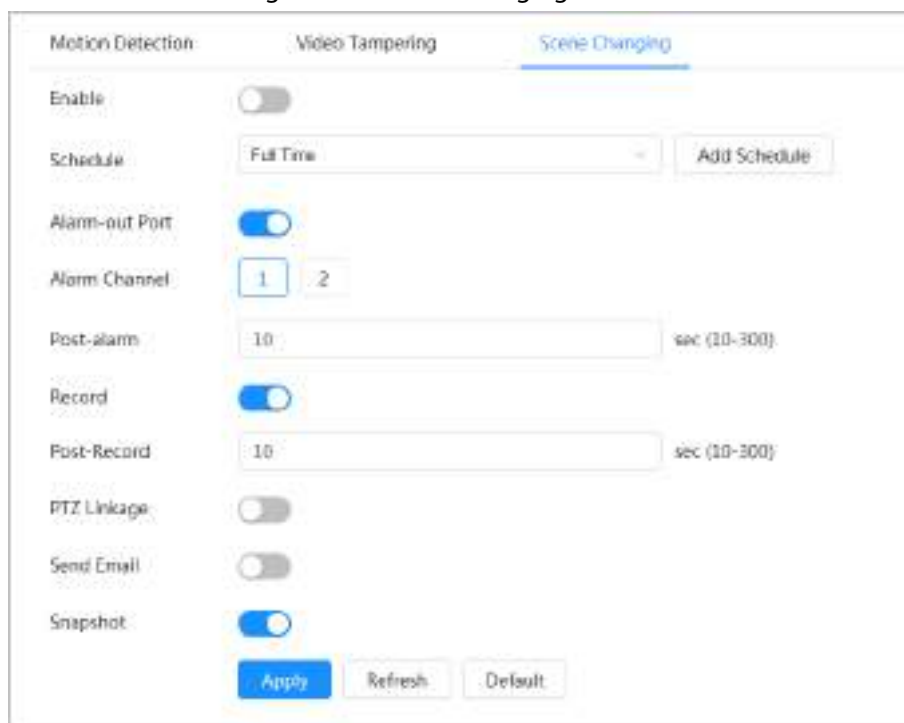 Motion Detection Video Tampering Scene Changing
Enable
Schedule Full Time Add Schedule
Alarm-out Port
Alarm Channel 1 2
Post-alarm 10 sec (10-300)
Record
Post-Record 10 sec (10-300)
PTZ Linkage
Send Email
Snapshot
Apply Refresh Default